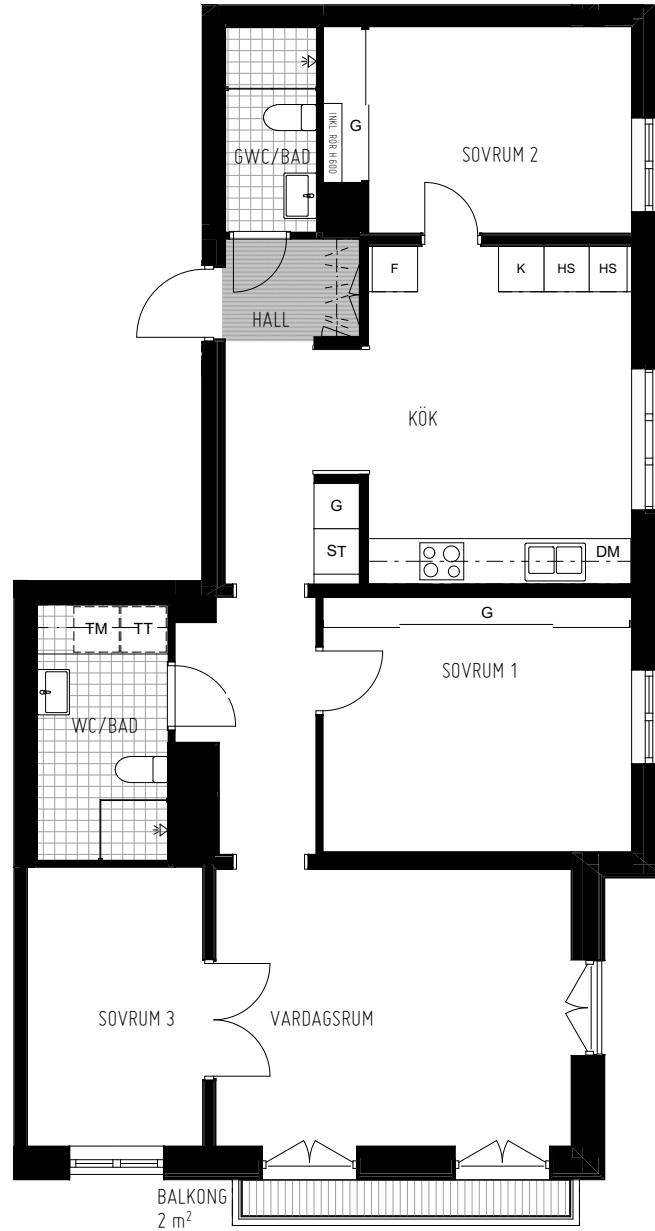 GWC/BAD
INKL. RÖR H 600
G
SOVRUM 2
F
K
HS
HS
HALL
KÖK
G
ST
DM
TM
TT
G
SOVRUM 1
WC/BAD
SOVRUM 3
VARDAGSRUM
BALKONG
2 m²